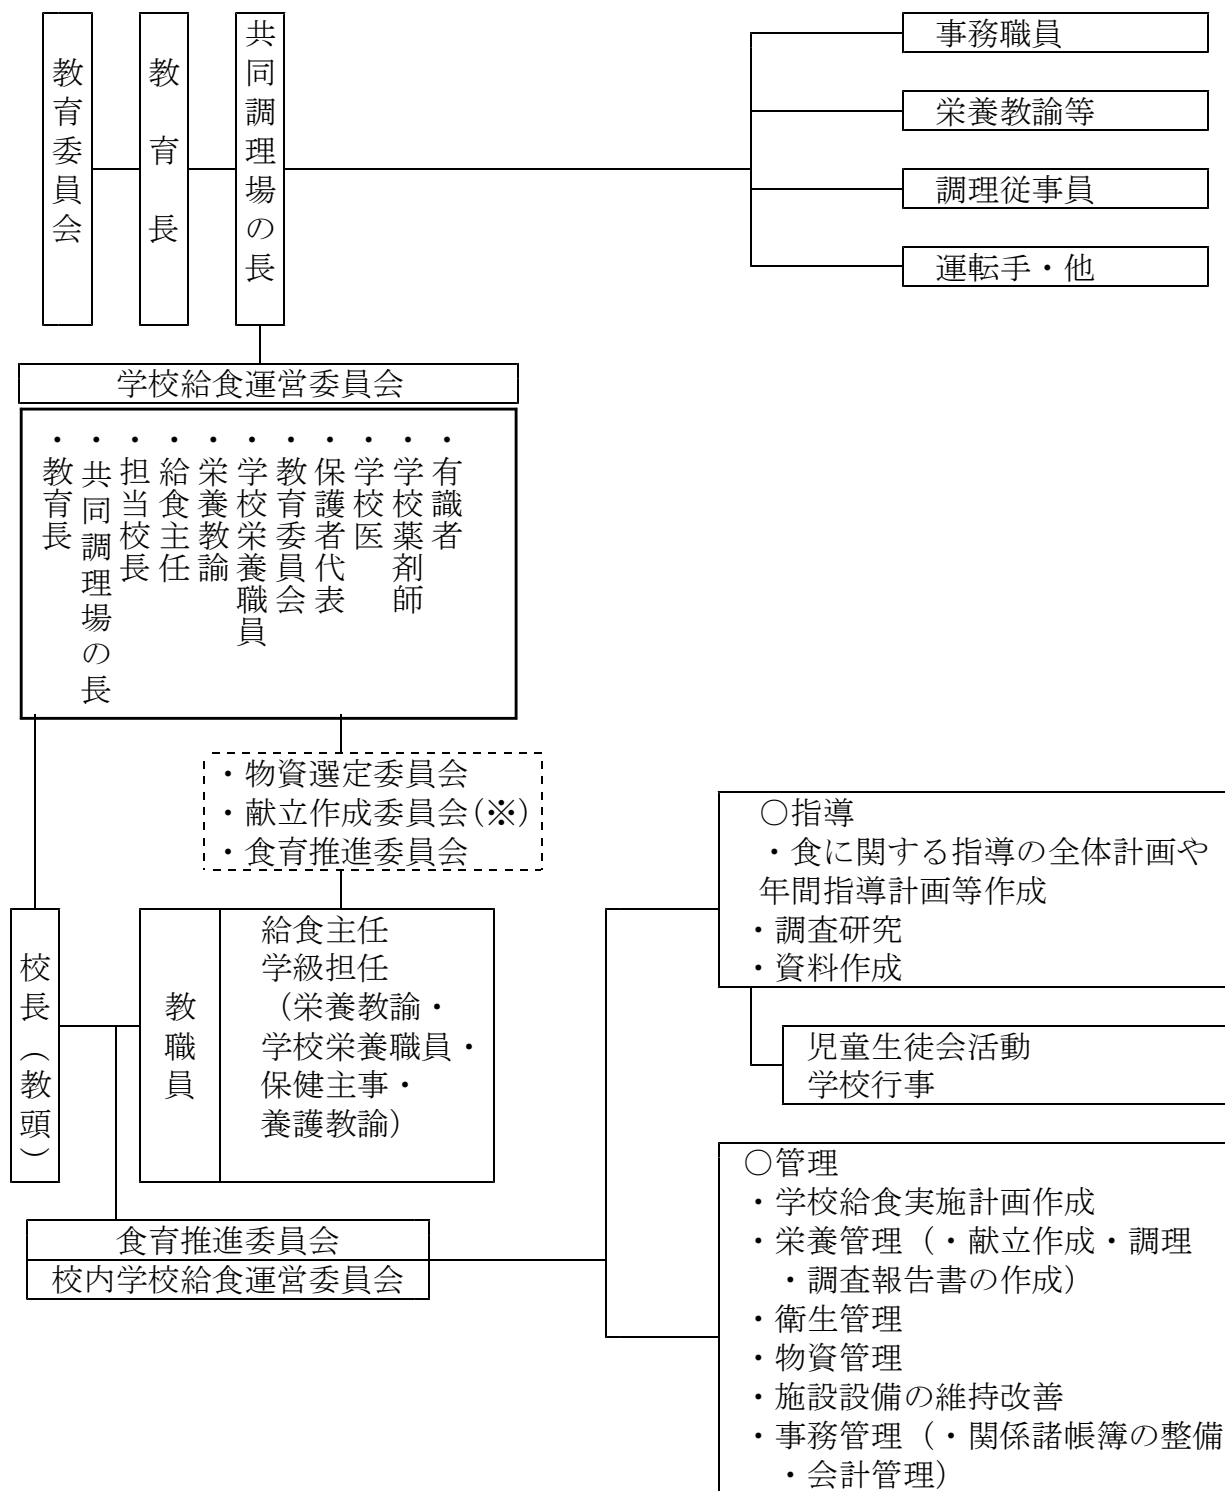 教育委員会
教育長
共同調理場の長
事務職員
栄養教諭等
調理従事員
運転手・他
学校給食運営委員会
・教育長
・共同調理場の長
・担当校長
・給食主任
・栄養教諭
・学校栄養職員
・教育委員会
・保護者代表
・学校医
・学校薬剤師
・有識者
・物資選定委員会
・献立作成委員会(※)
・食育推進委員会
校長(教頭)
教職員
給食主任
学級担任
(栄養教諭・
学校栄養職員・
保健主事・
養護教諭)
食育推進委員会
校内学校給食運営委員会
○指導
・食に関する指導の全体計画や
年間指導計画等作成
・調査研究
・資料作成
児童生徒会活動
学校行事
○管理
・学校給食実施計画作成
・栄養管理(・献立作成・調理
・調査報告書の作成)
・衛生管理
・物資管理
・施設設備の維持改善
・事務管理(・関係諸帳簿の整備
・会計管理)